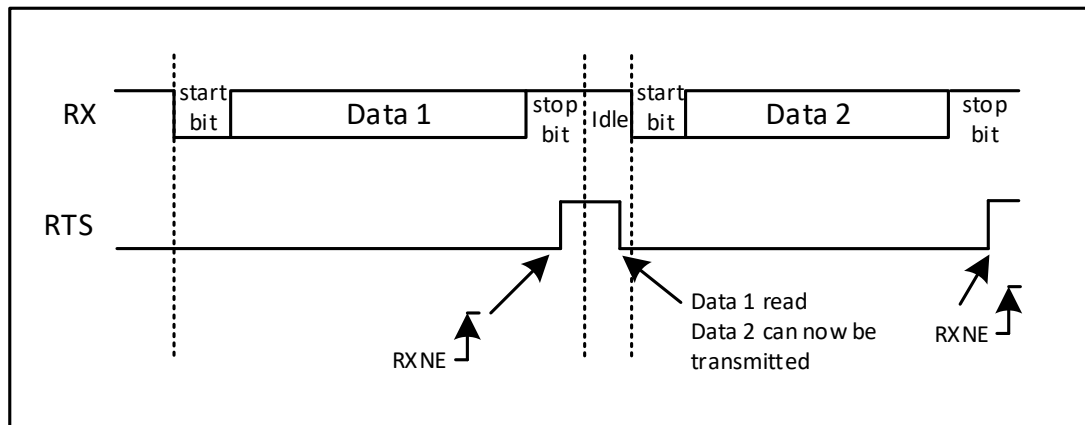 RX
start
bit
Data 1
stop
bit
Idle
start
bit
Data 2
stop
bit
RTS
RXNE
Data 1 read
Data 2 can now be
transmitted
RXNE